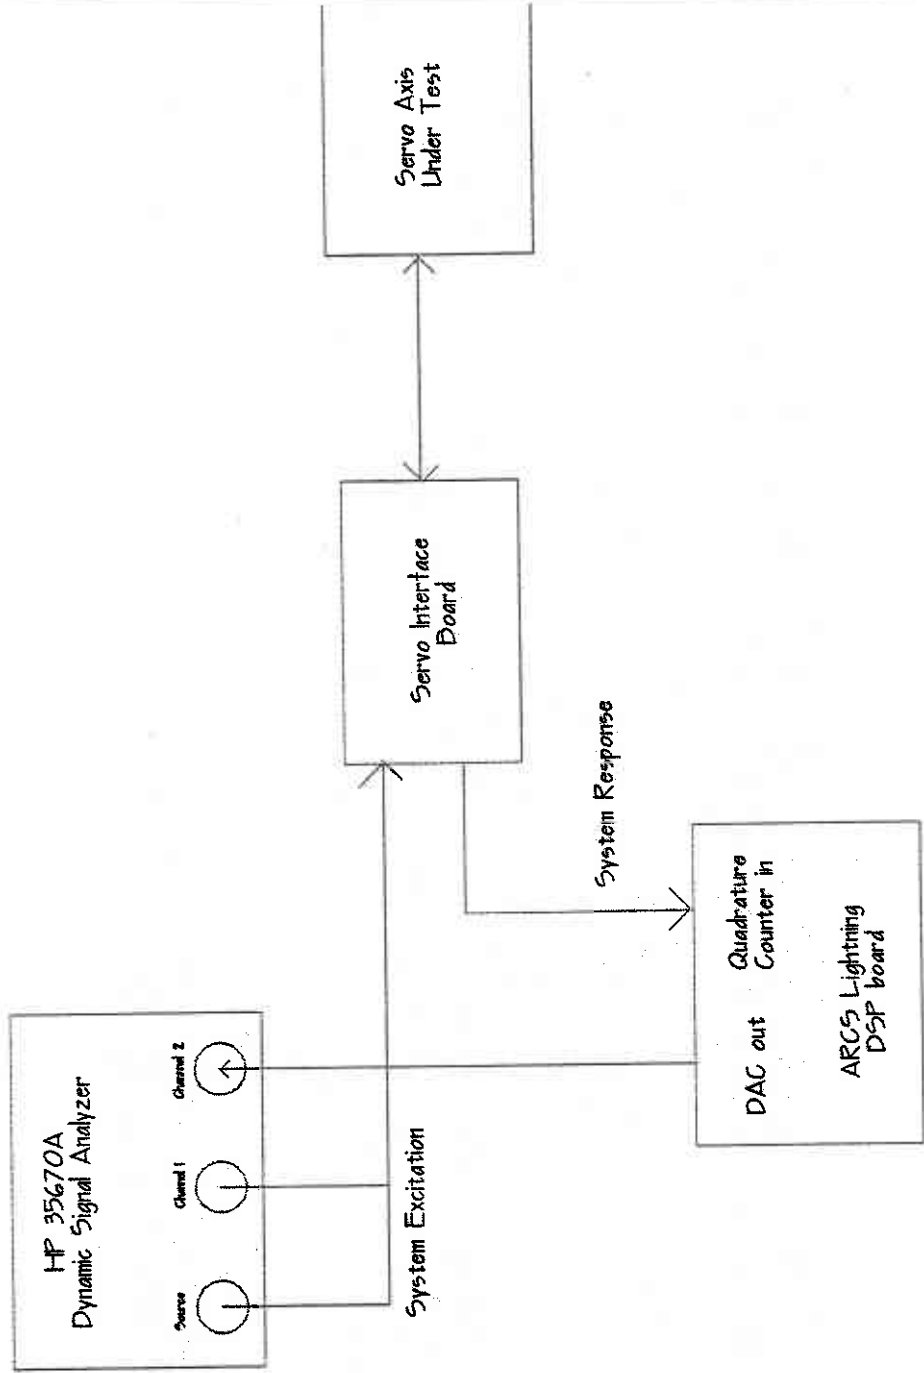 HP 35670A
Dynamic Signal Analyzer
Source
Channel 1
Channel 2
System Excitation
Servo Interface
Board
Servo Axis
Under Test
System Response
DAC out
Quadrature
Counter in
ARCS Lightning
DSP board